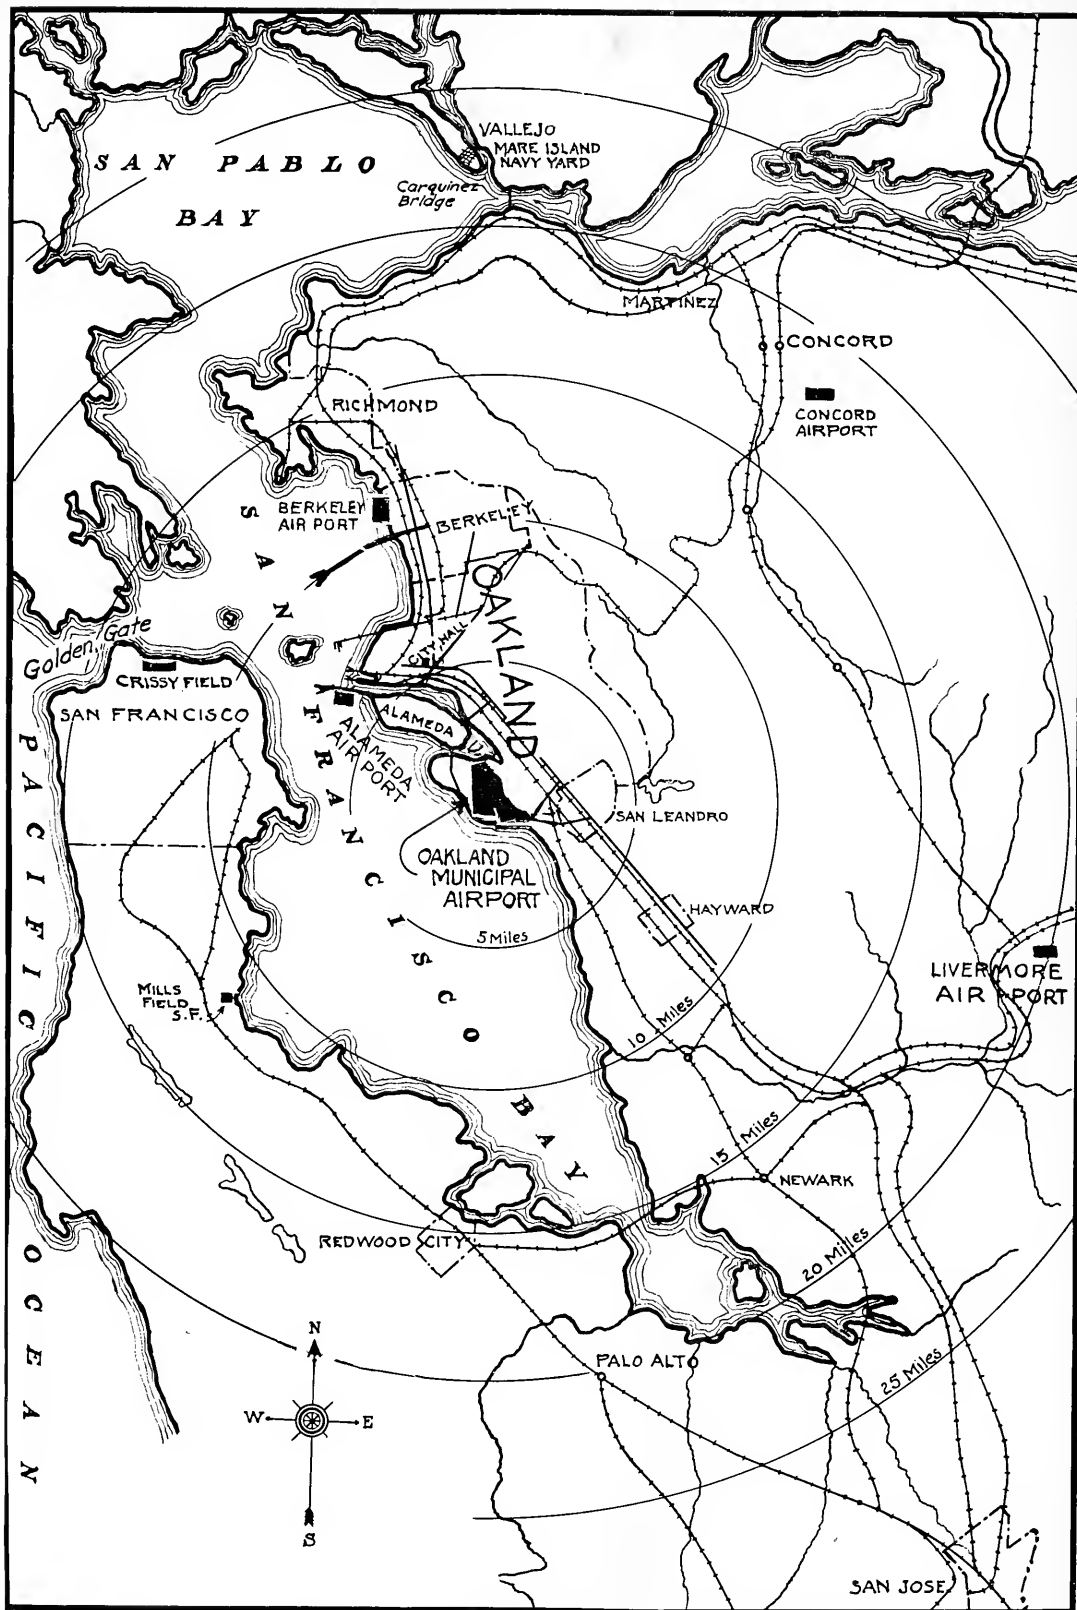 SAN PABLO
BAY
VALLEJO
MARE ISLAND
NAVY YARD
Carquinez
Bridge
MARTINEZ
CONCORD
CONCORD
AIRPORT
RICHMOND
BERKELEY
AIR PORT
BERKELEY
OAKLAND
CITY HALL
Golden Gate
CRISSY FIELD
SAN FRANCISCO
ALAMEDA
ALAMEDA
AIRPORT
SAN FRANCISCO BAY
SAN LEANDRO
OAKLAND
MUNICIPAL
AIRPORT
5 Miles
HAYWARD
LIVERMORE
AIR PORT
MILLS
FIELD
S.F.
10 Miles
15 Miles
NEWARK
REDWOOD CITY
20 Miles
PALO ALTO
25 Miles
PACIFIC OCEAN
N
W
E
S
SAN JOSE